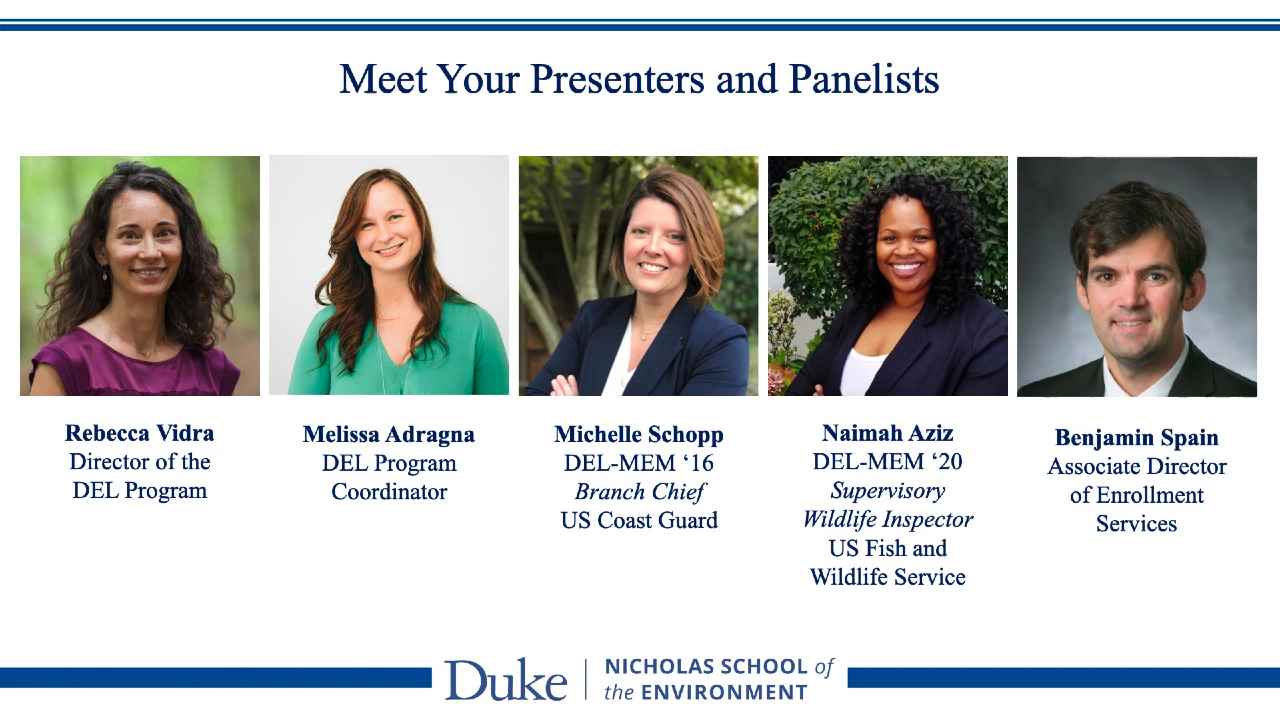 Meet Your Presenters and Panelists
Rebecca Vidra
Director of the
DEL Program
Melissa Adragna
DEL Program
Coordinator
Michelle Schopp
DEL-MEM ‘16
Branch Chief
US Coast Guard
Naimah Aziz
DEL-MEM ‘20
Supervisory
Wildlife Inspector
US Fish and
Wildlife Service
Benjamin Spain
Associate Director
of Enrollment
Services
Duke
NICHOLAS SCHOOL of
the ENVIRONMENT